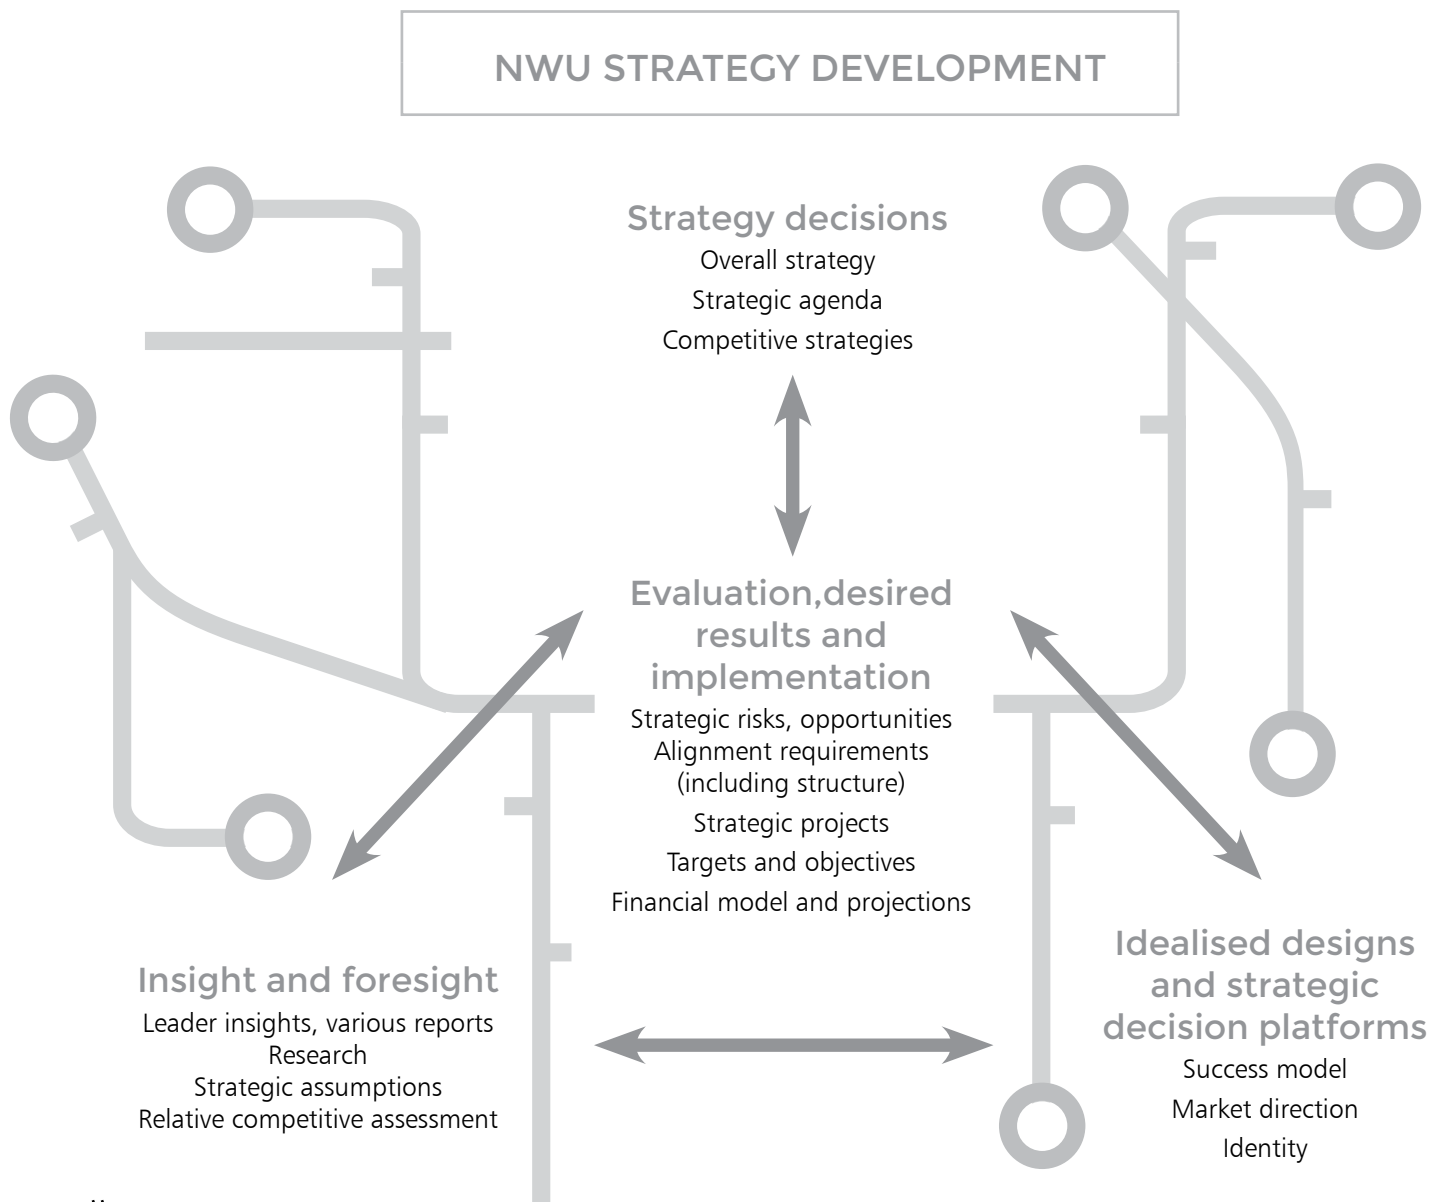 NWU STRATEGY DEVELOPMENT
Strategy decisions
Overall strategy
Strategic agenda
Competitive strategies
Evaluation,desired
results and
implementation
Strategic risks, opportunities
Alignment requirements
(including structure)
Strategic projects
Targets and objectives
Financial model and projections
Insight and foresight
Leader insights, various reports
Research
Strategic assumptions
Relative competitive assessment
Idealised designs
and strategic
decision platforms
Success model
Market direction
Identity